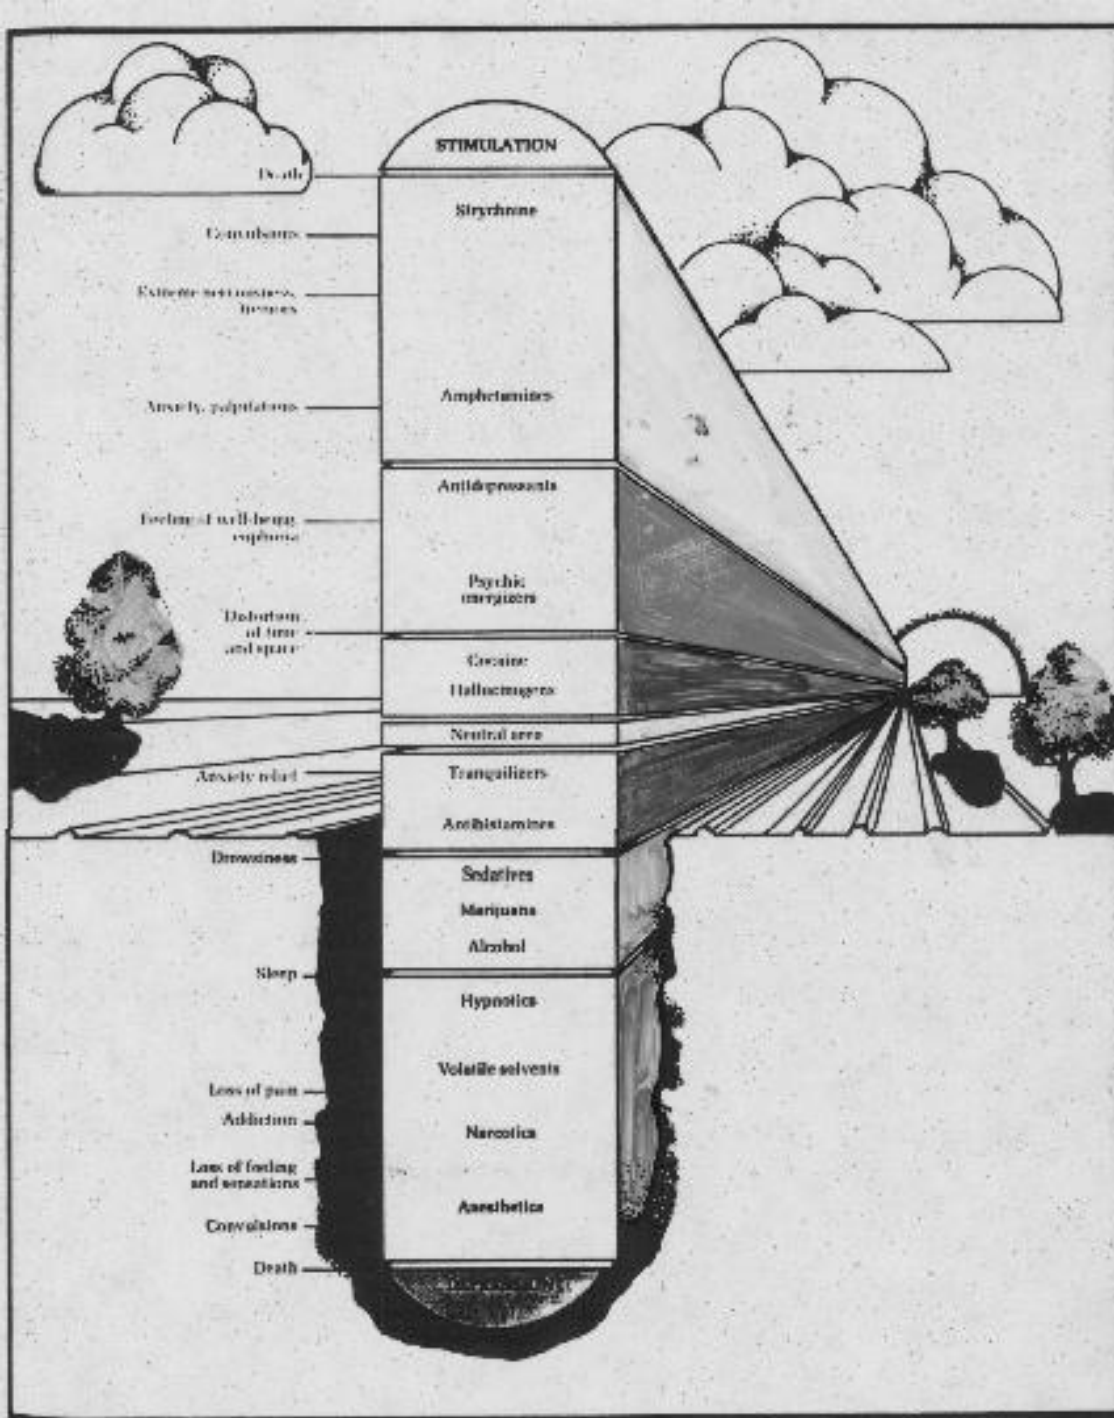 STIMULATION
Death
Strychnine
Convulsions
Extreme nervousness,
tremors
Amphetamines
Anxiety, palpitations
Antidepressants
Feeling of well-being,
euphoria
Psychic
energizers
Distortion
of time
and space
Cocaine
Hallucinogens
Neutral area
Anxiety relief
Tranquilizers
Antihistamines
Drowsiness
Sedatives
Marijuana
Alcohol
Sleep
Hypnotics
Volatile solvents
Loss of pain
Addiction
Narcotics
Loss of feeling
and sensations
Anesthetics
Convulsions
Death